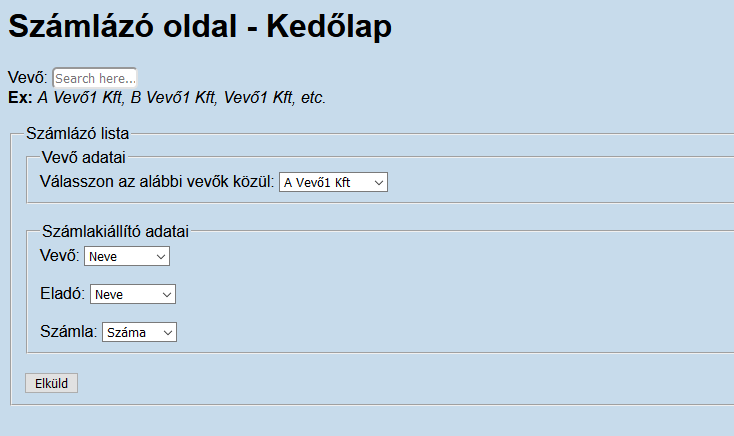 Számlázó oldal - Kedőlap
Vevő: Search here...
Ex: A Vevő1 Kft, B Vevő1 Kft, Vevő1 Kft, etc.
Számlázó lista
Vevő adatai
Válasszon az alábbi vevők közül: A Vevő1 Kft
Számlakiállító adatai
Vevő: Neve
Eladó: Neve
Számla: Száma
Elküld